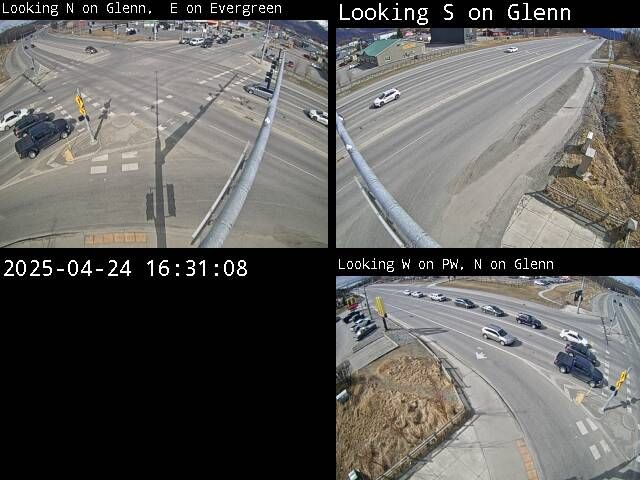 Looking N on Glenn,  E on Evergreen
Looking S on Glenn
2025-04-24 16:31:08
Looking W on PW, N on Glenn